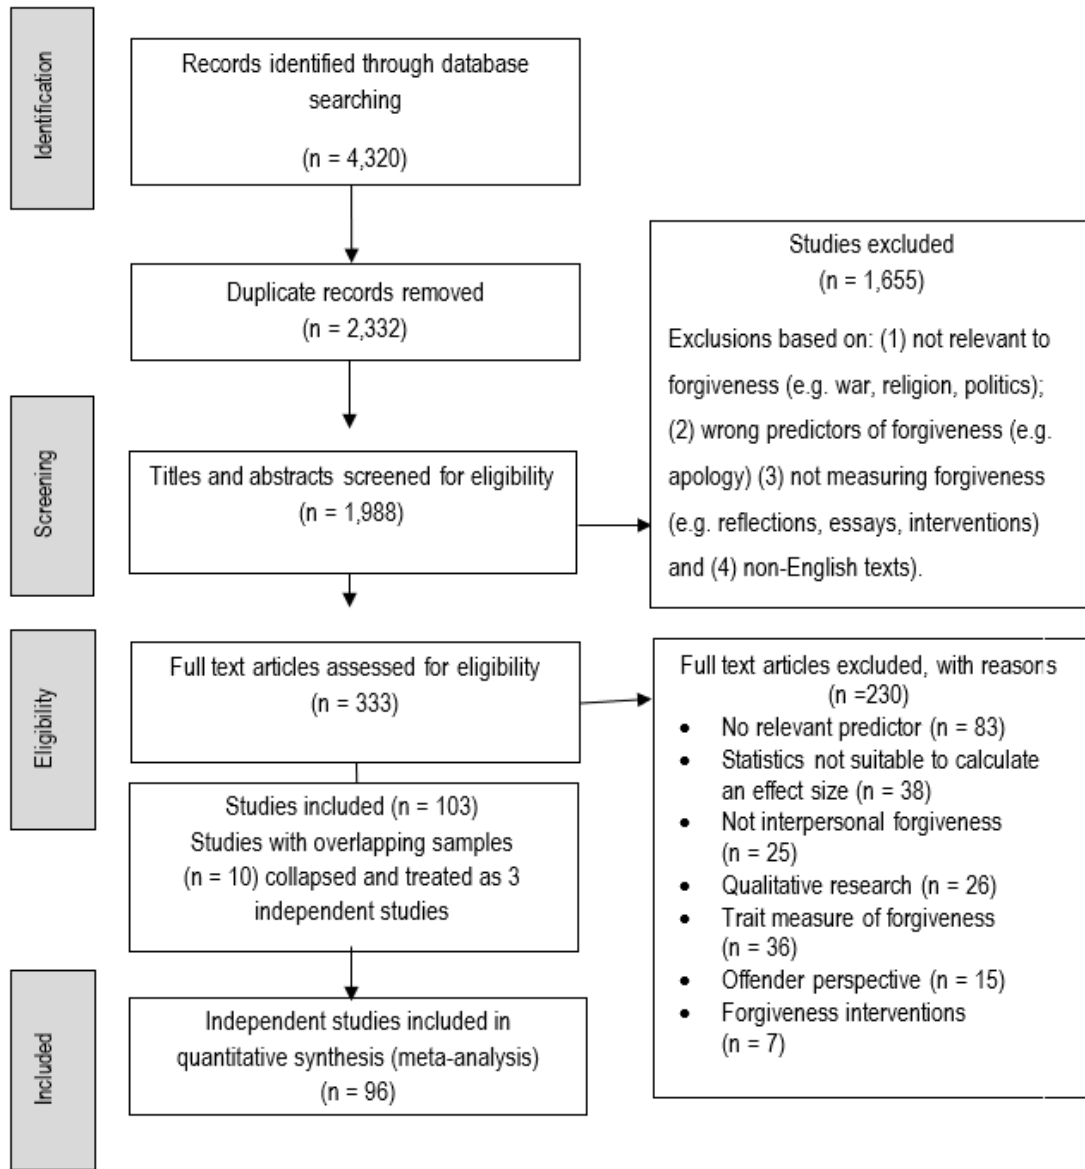 Identification
Records identified through database
searching
(n = 4,320)
Duplicate records removed
(n = 2,332)
Studies excluded
(n = 1,655)
Exclusions based on: (1) not relevant to
forgiveness (e.g. war, religion, politics);
(2) wrong predictors of forgiveness (e.g.
apology) (3) not measuring forgiveness
(e.g. reflections, essays, interventions)
and (4) non-English texts).
Screening
Titles and abstracts screened for eligibility
(n = 1,988)
Eligibility
Full text articles assessed for eligibility
(n = 333)
Full text articles excluded, with reasons
(n =230)
• No relevant predictor (n = 83)
• Statistics not suitable to calculate
an effect size (n = 38)
• Not interpersonal forgiveness
(n = 25)
• Qualitative research (n = 26)
• Trait measure of forgiveness
(n = 36)
• Offender perspective (n = 15)
• Forgiveness interventions
(n = 7)
Studies included (n = 103)
Studies with overlapping samples
(n = 10) collapsed and treated as 3
independent studies
Included
Independent studies included in
quantitative synthesis (meta-analysis)
(n = 96)